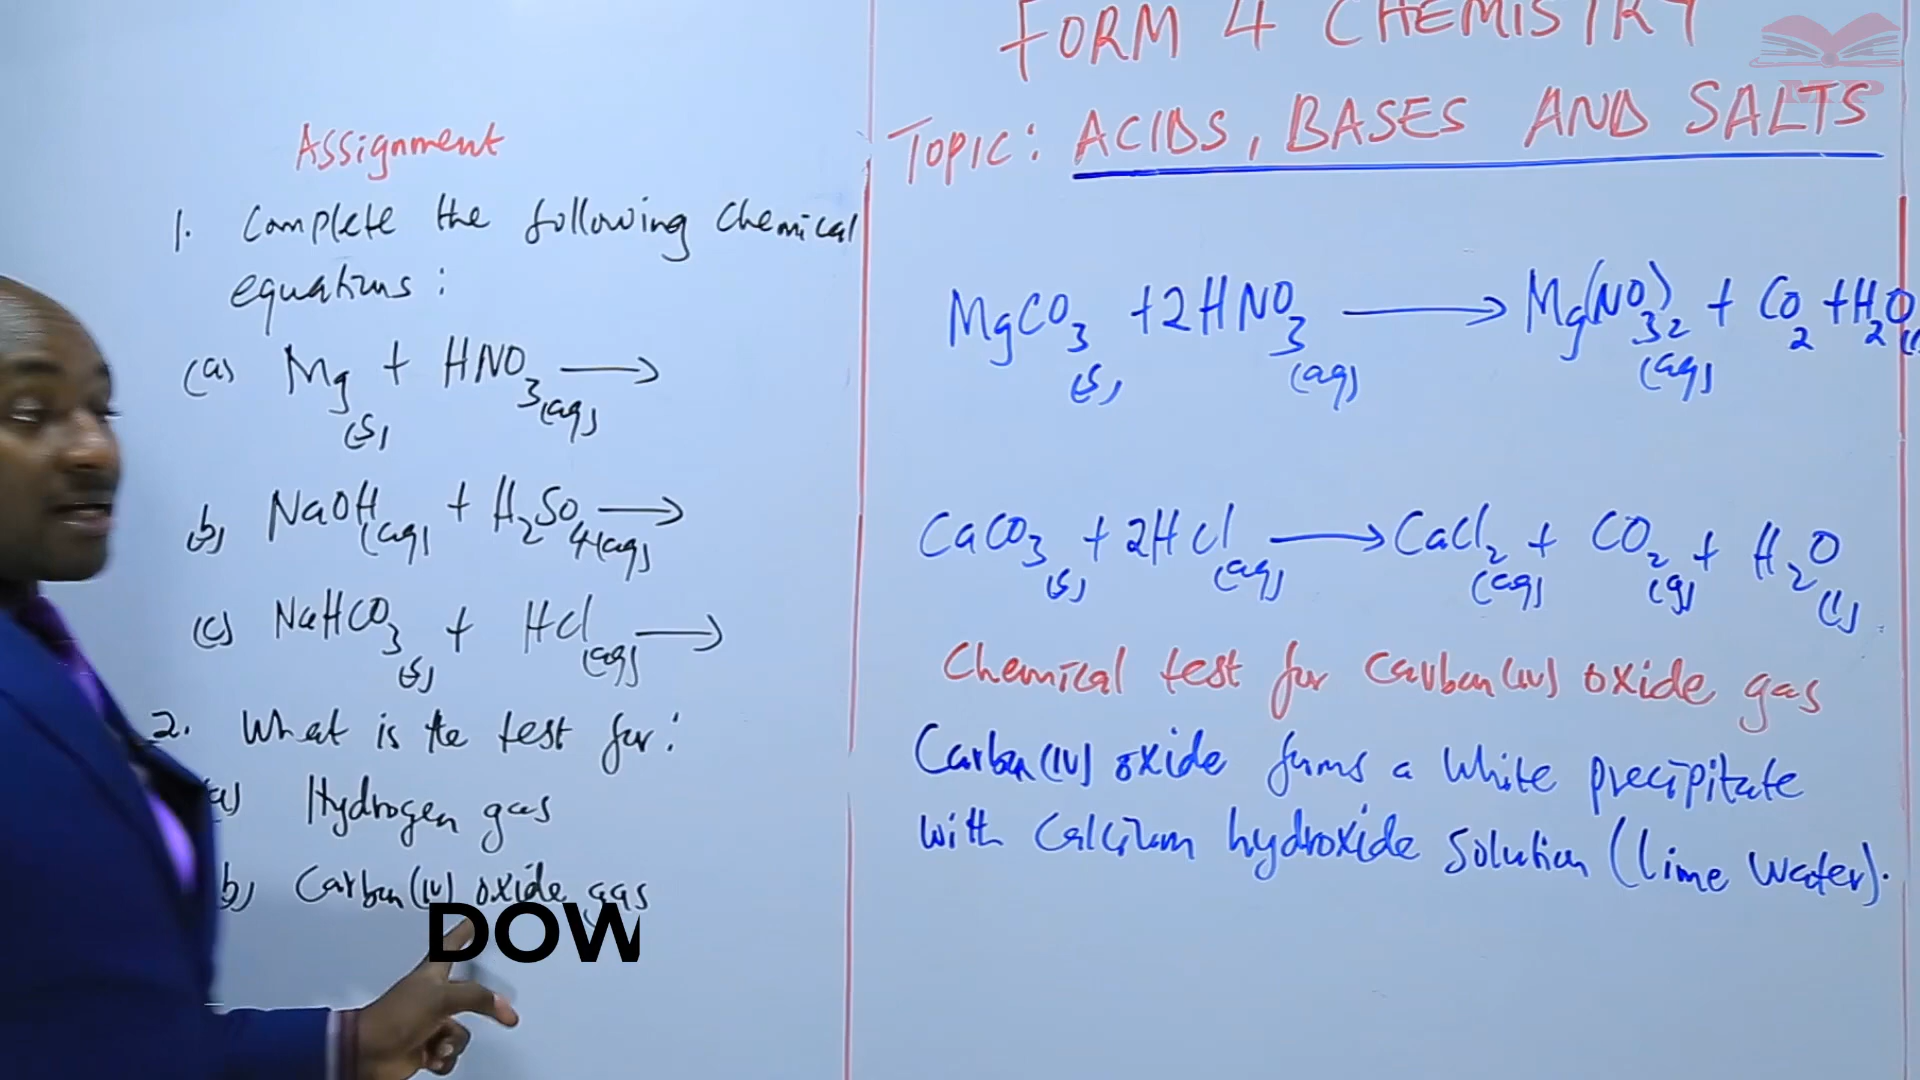 Assignment
1. Complete the following chemical
equations:
(a) Mg(s) + HNO3(aq) ⟶
b) NaOH(aq) + H2SO4(aq) ⟶
(c) NaHCO3(s) + HCl(aq) ⟶
2. What is the test for:
a) Hydrogen gas
b) Carbon(IV) oxide gas
DOW
FORM 4 CHEMISTRY
MP
TOPIC: ACIDS, BASES AND SALTS
MgCO3(s) + 2HNO3(aq) ⟶ Mg(NO3)2(aq) + CO2 + H2O(l)
CaCO3(s) + 2HCl(aq) ⟶ CaCl2(aq) + CO2(g) + H2O(l)
Chemical test for Carbon(IV) oxide gas
Carbon(IV) oxide forms a white precipitate
with Calcium hydroxide solution (lime water).